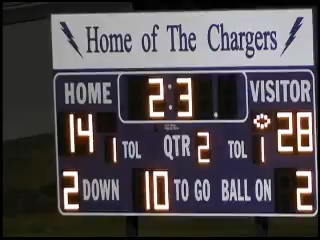 Home of The Chargers
HOME 2:3 . VISITOR
14 1 TOL QTR 2 TOL 1 28
2 DOWN 10 TO GO BALL ON 2